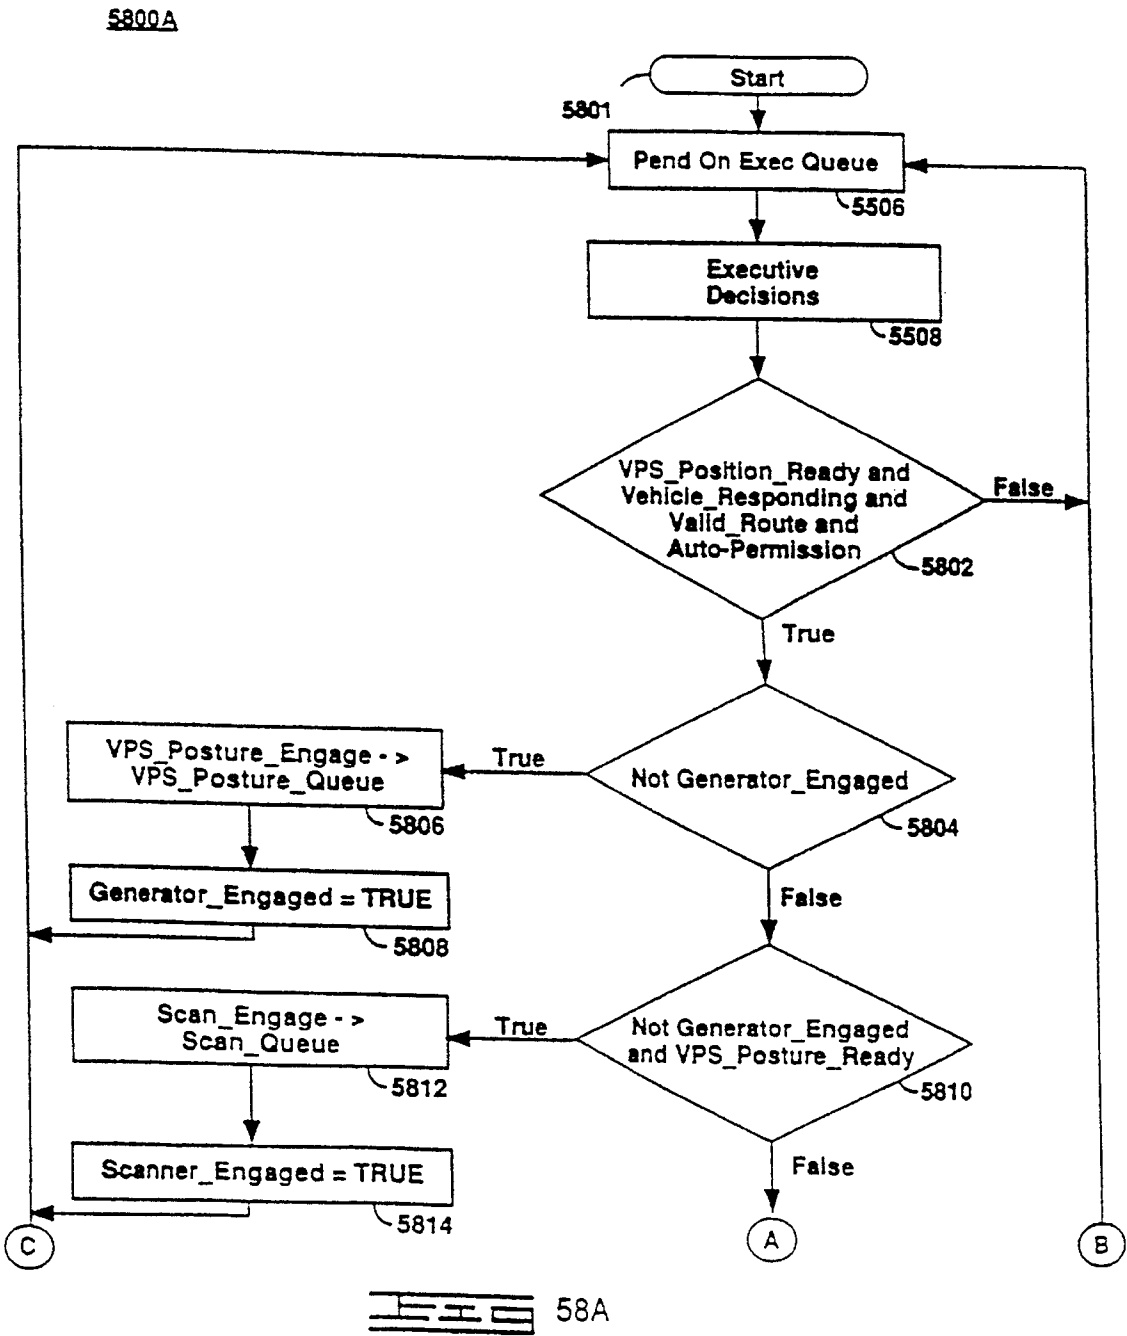 5800A
Start
5801
Pend On Exec Queue
5506
Executive
Decisions
5508
VPS_Position_Ready and
Vehicle_Responding and
Valid_Route and
Auto-Permission
5802
False
True
Not Generator_Engaged
5804
True
VPS_Posture_Engage - >
VPS_Posture_Queue
5806
Generator_Engaged = TRUE
5808
False
Not Generator_Engaged
and VPS_Posture_Ready
5810
True
Scan_Engage - >
Scan_Queue
5812
Scanner_Engaged = TRUE
5814
False
C
A
B
58A